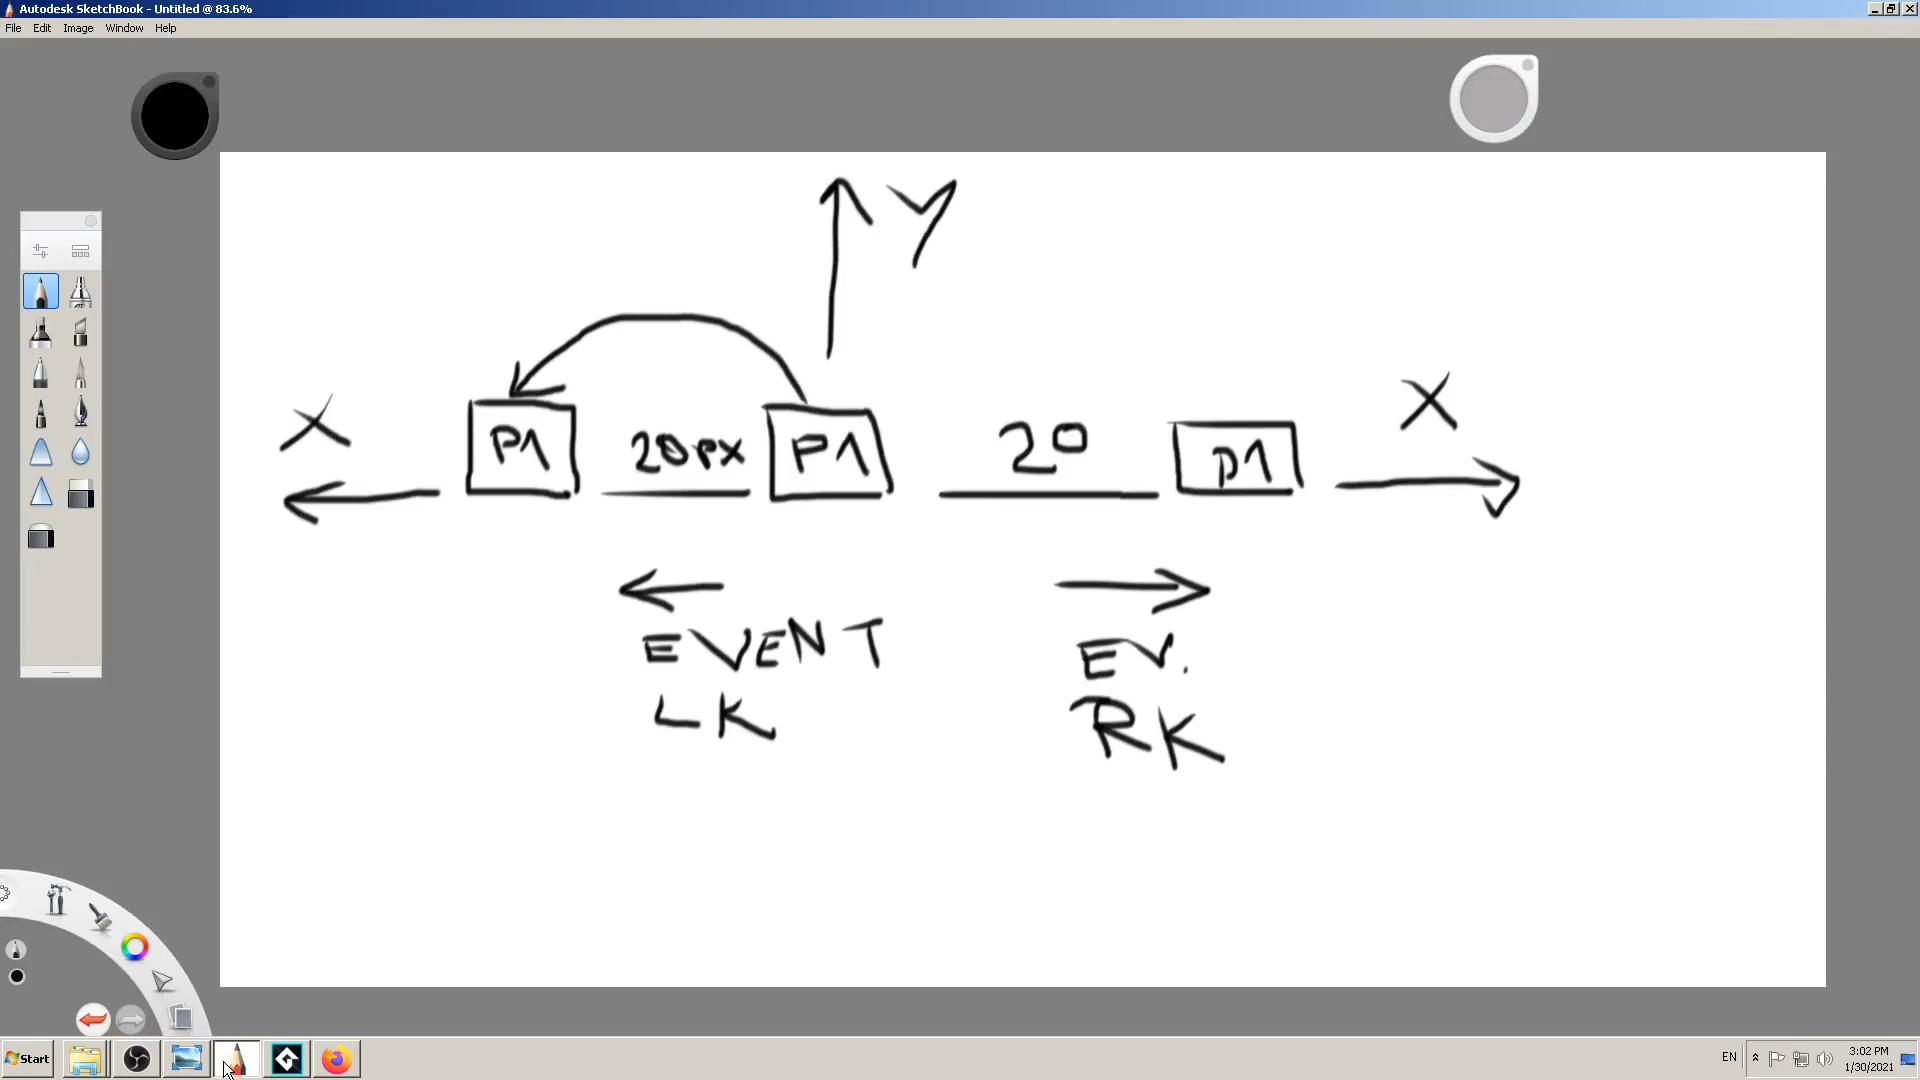 Autodesk SketchBook - Untitled @ 83.6%
File Edit Image Window Help
Y
X
X
P1
20px
P1
20
P1
EVENT
LK
EV.
RK
Start
EN
3:02 PM
1/30/2021